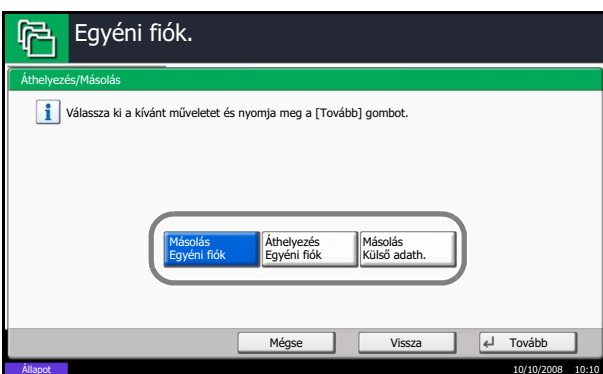 Egyéni fiók.
Áthelyezés/Másolás
Válassza ki a kívánt műveletet és nyomja meg a [Tovább] gombot.
Másolás
Egyéni fiók
Áthelyezés
Egyéni fiók
Másolás
Külső adath.
Mégse
Vissza
Tovább
Állapot
10/10/2008 10:10